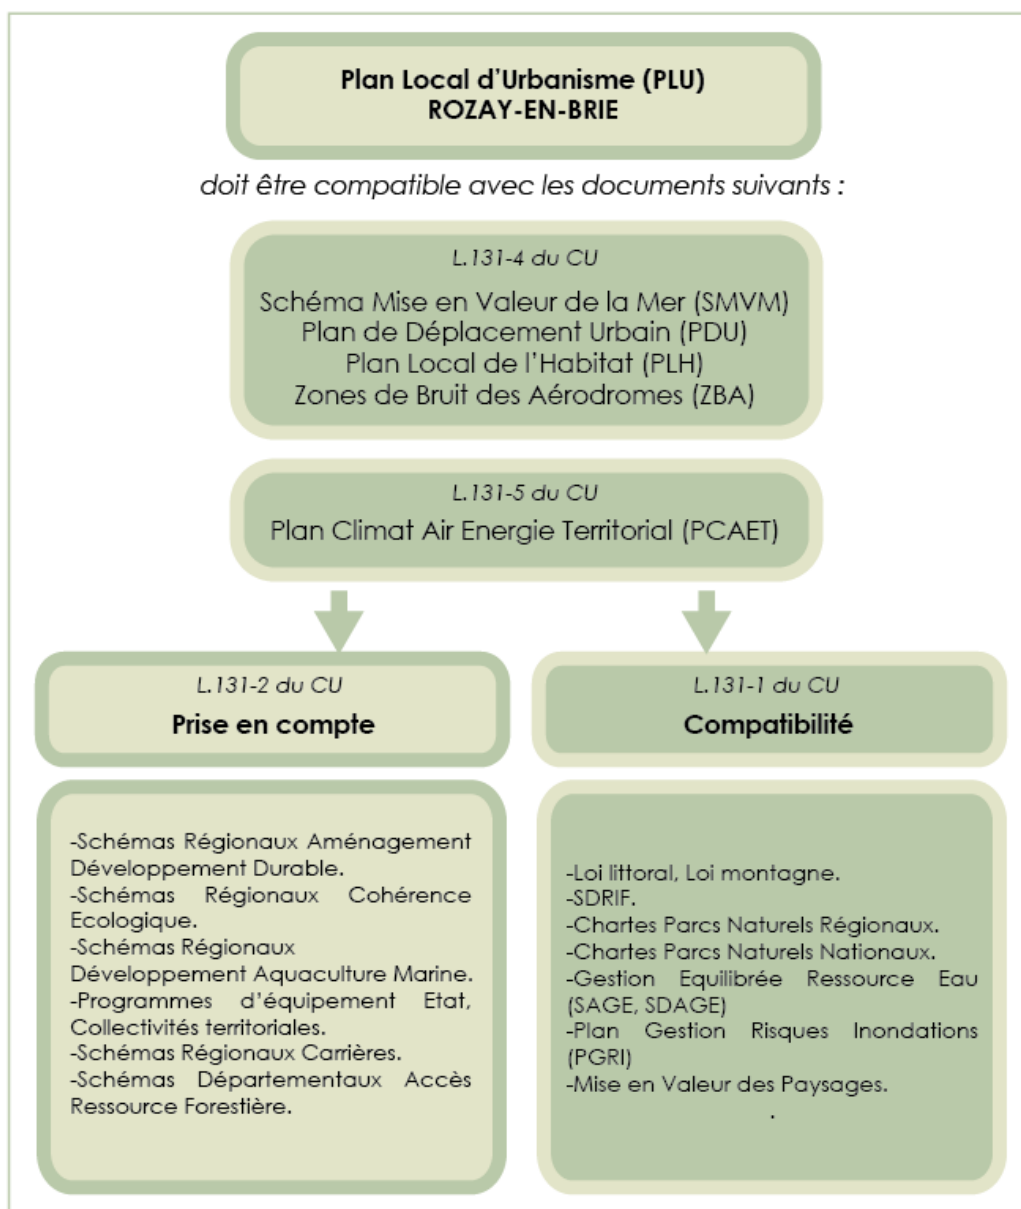 Plan Local d'Urbanisme (PLU)
ROZAY-EN-BRIE
doit être compatible avec les documents suivants :
L.131-4 du CU
Schéma Mise en Valeur de la Mer (SMVM)
Plan de Déplacement Urbain (PDU)
Plan Local de l'Habitat (PLH)
Zones de Bruit des Aérodromes (ZBA)
L.131-5 du CU
Plan Climat Air Energie Territorial (PCAET)
L.131-2 du CU
Prise en compte
-Schémas Régionaux Aménagement
Développement Durable.
-Schémas Régionaux Cohérence
Ecologique.
-Schémas Régionaux
Développement Aquaculture Marine.
-Programmes d'équipement Etat,
Collectivités territoriales.
-Schémas Régionaux Carrières.
-Schémas Départementaux Accès
Ressource Forestière.
L.131-1 du CU
Compatibilité
-Loi littoral, Loi montagne.
-SDRIF.
-Chartes Parcs Naturels Régionaux.
-Chartes Parcs Naturels Nationaux.
-Gestion Equilibrée Ressource Eau
(SAGE, SDAGE)
-Plan Gestion Risques Inondations
(PGRI)
-Mise en Valeur des Paysages.
.